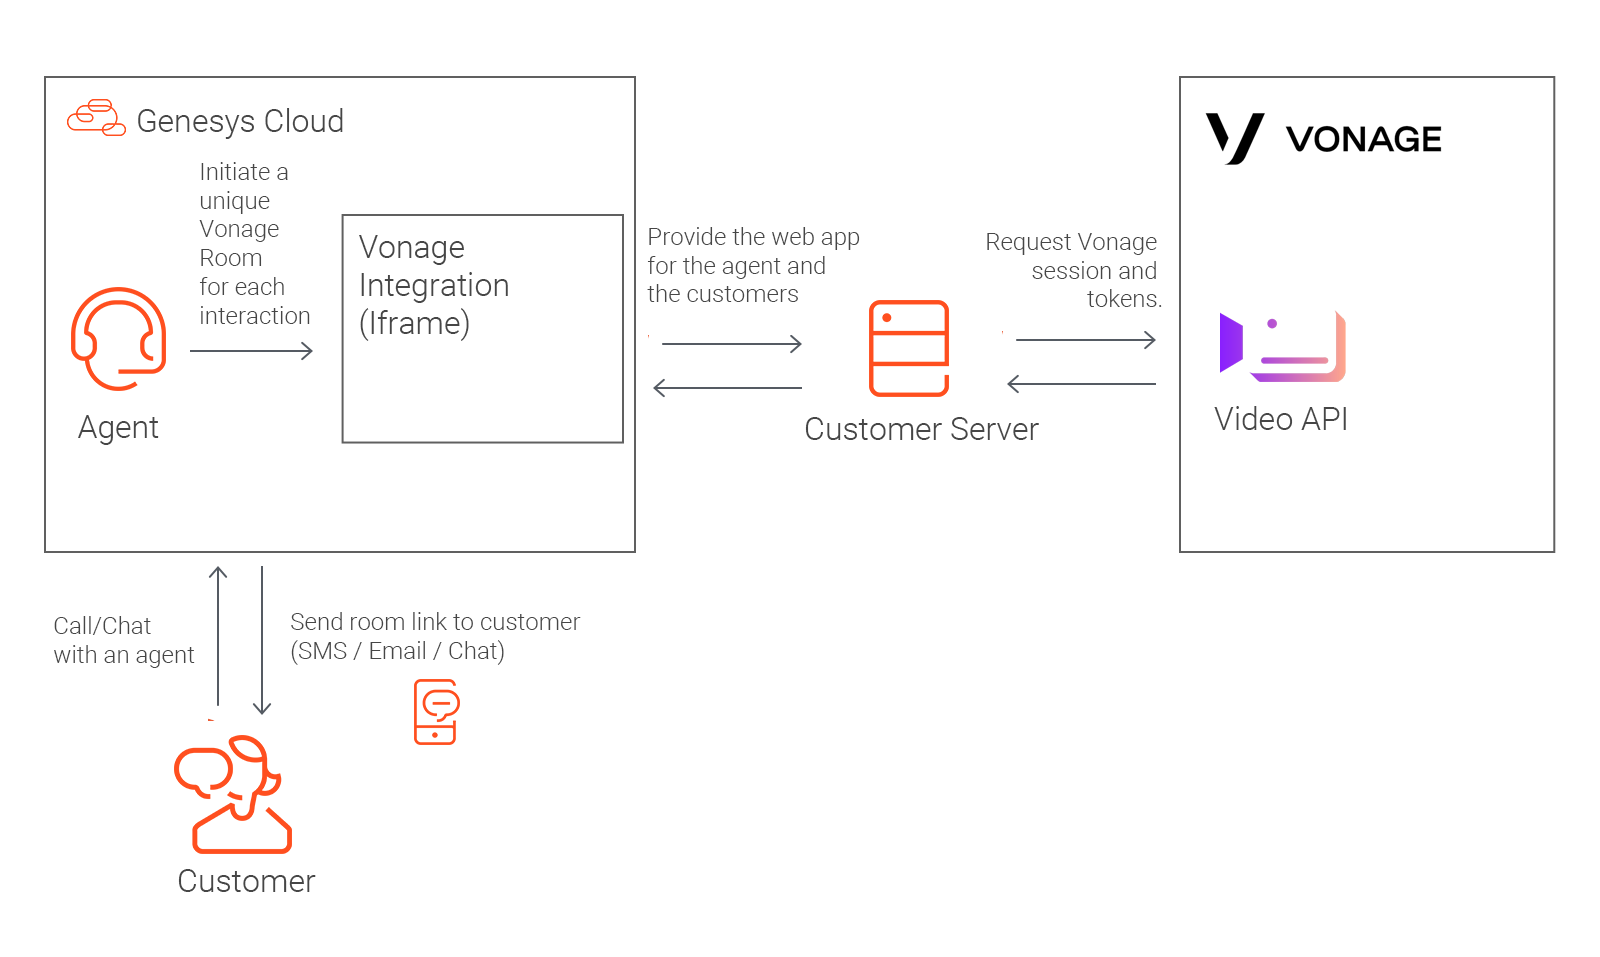 Genesys Cloud
Initiate a
unique
Vonage
Room
for each
interaction
Agent
Vonage
Integration
(Iframe)
Provide the web app
for the agent and
the customers
Customer Server
Request Vonage
session and
tokens.
VONAGE
Video API
Call/Chat
with an agent
Send room link to customer
(SMS / Email / Chat)
Customer